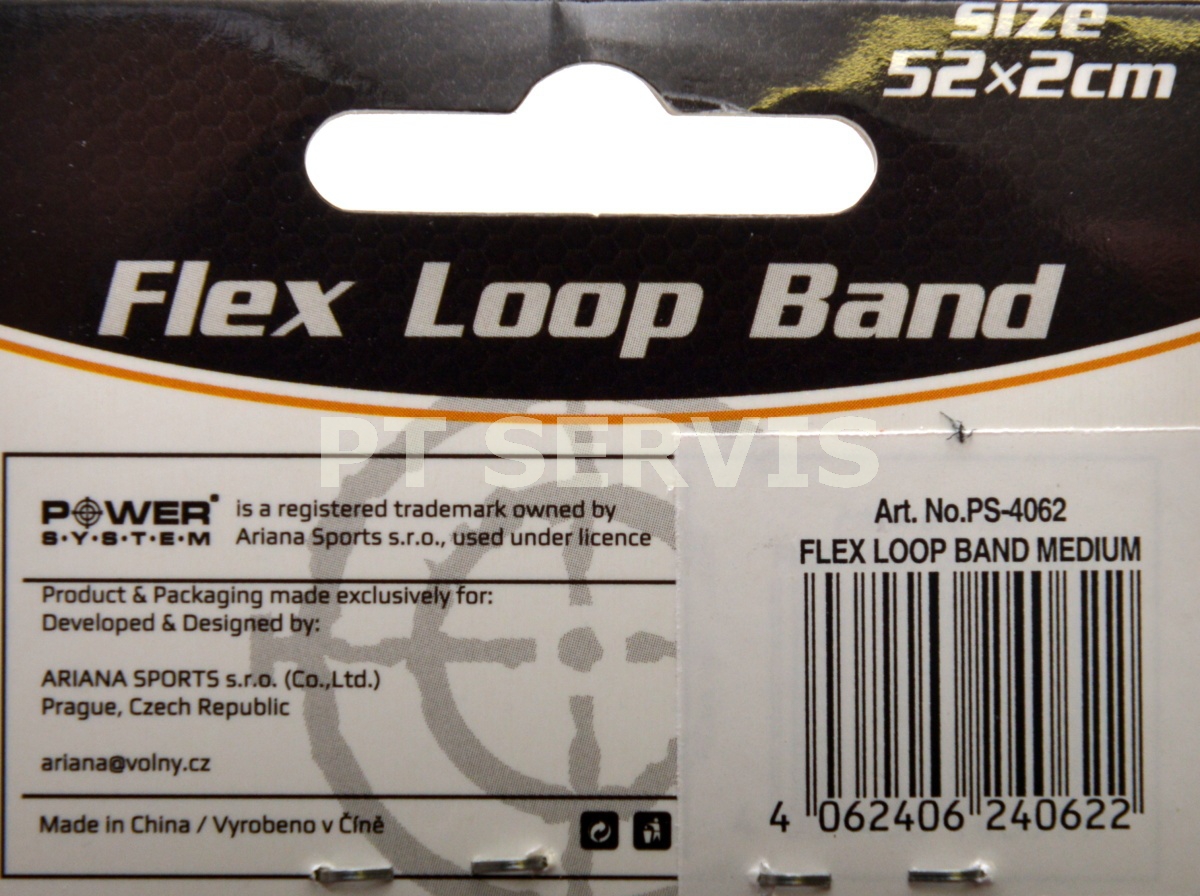 size
52×2cm
Flex Loop Band
PT SERVIS
POWER
S·Y·S·T·E·M
is a registered trademark owned by
Ariana Sports s.r.o., used under licence
Product & Packaging made exclusively for:
Developed & Designed by:
ARIANA SPORTS s.r.o. (Co.,Ltd.)
Prague, Czech Republic
ariana@volny.cz
Made in China / Vyrobeno v Číně
Art. No.PS-4062
FLEX LOOP BAND MEDIUM
4 062406 240622